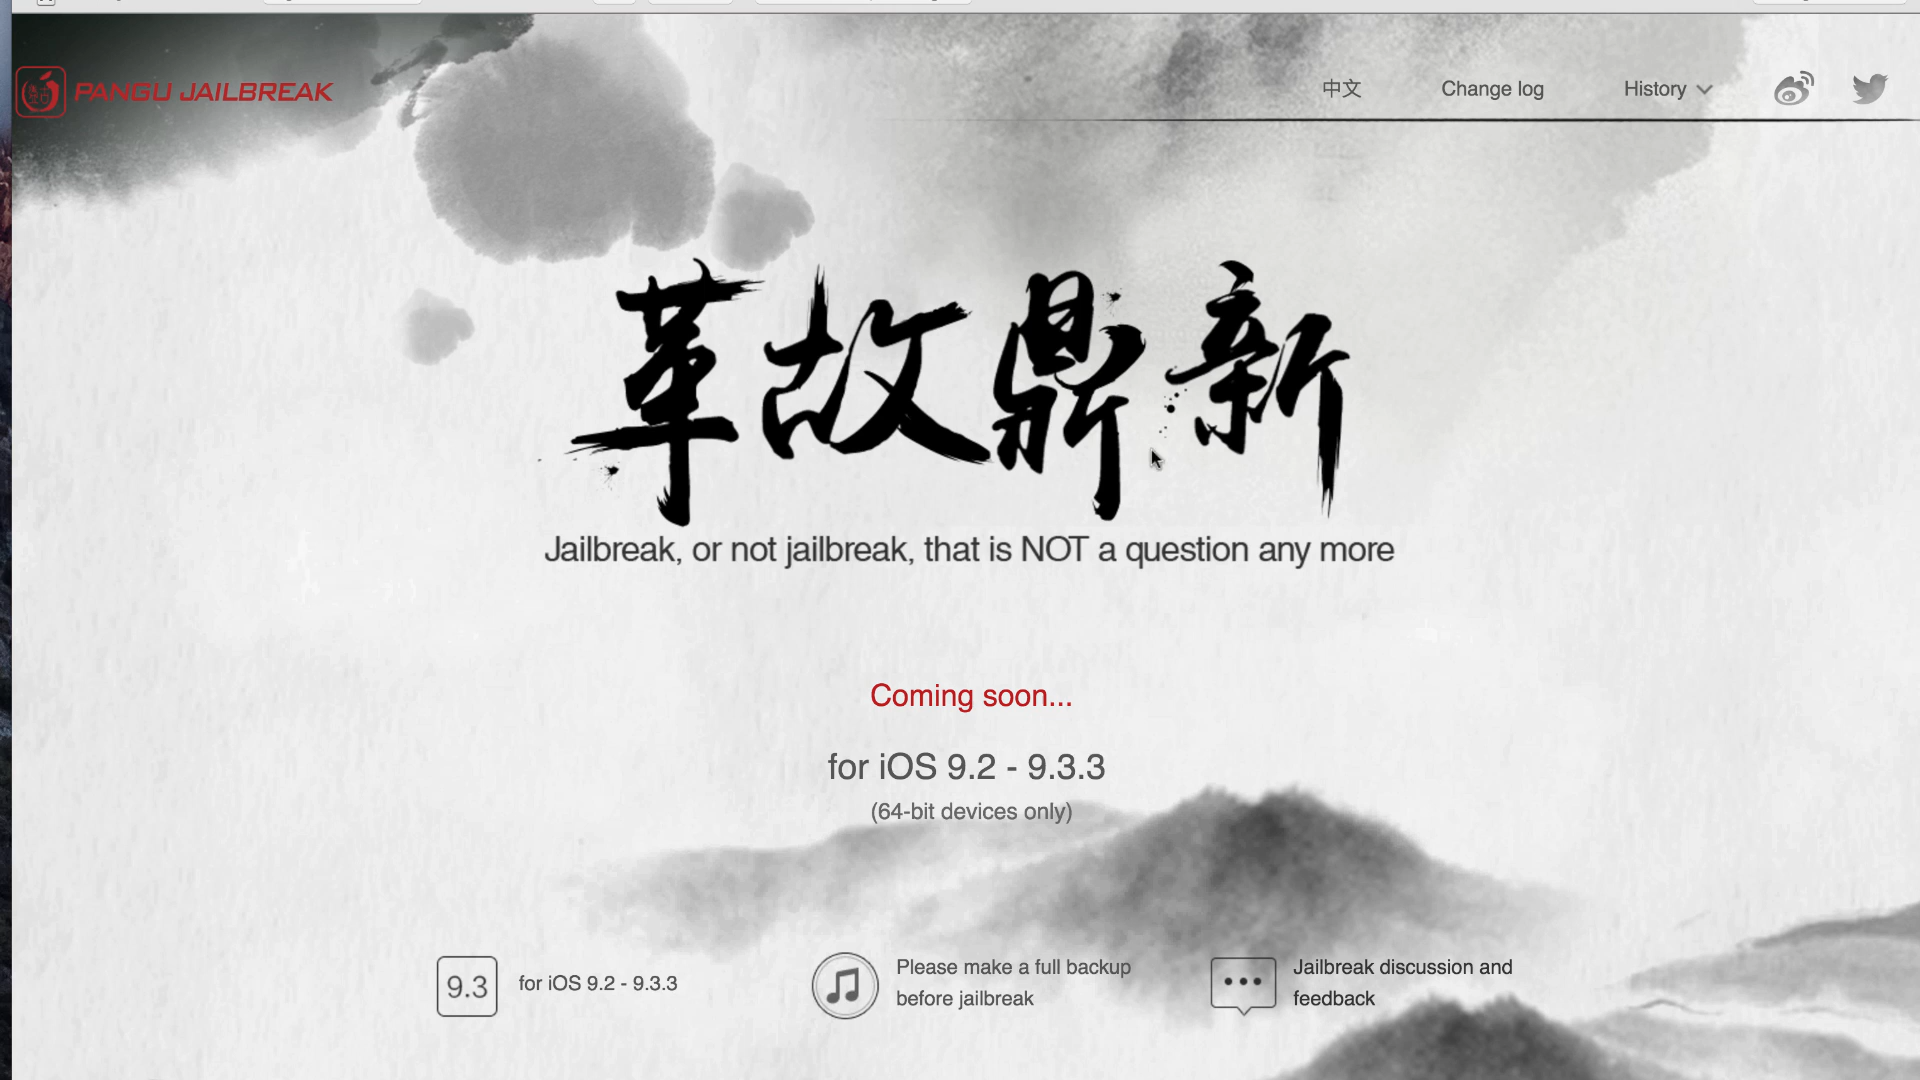 PANGU JAILBREAK
中文
Change log
History
革故鼎新
Jailbreak, or not jailbreak, that is NOT a question any more
Coming soon...
for iOS 9.2 - 9.3.3
(64-bit devices only)
9.3
for iOS 9.2 - 9.3.3
Please make a full backup
before jailbreak
Jailbreak discussion and
feedback